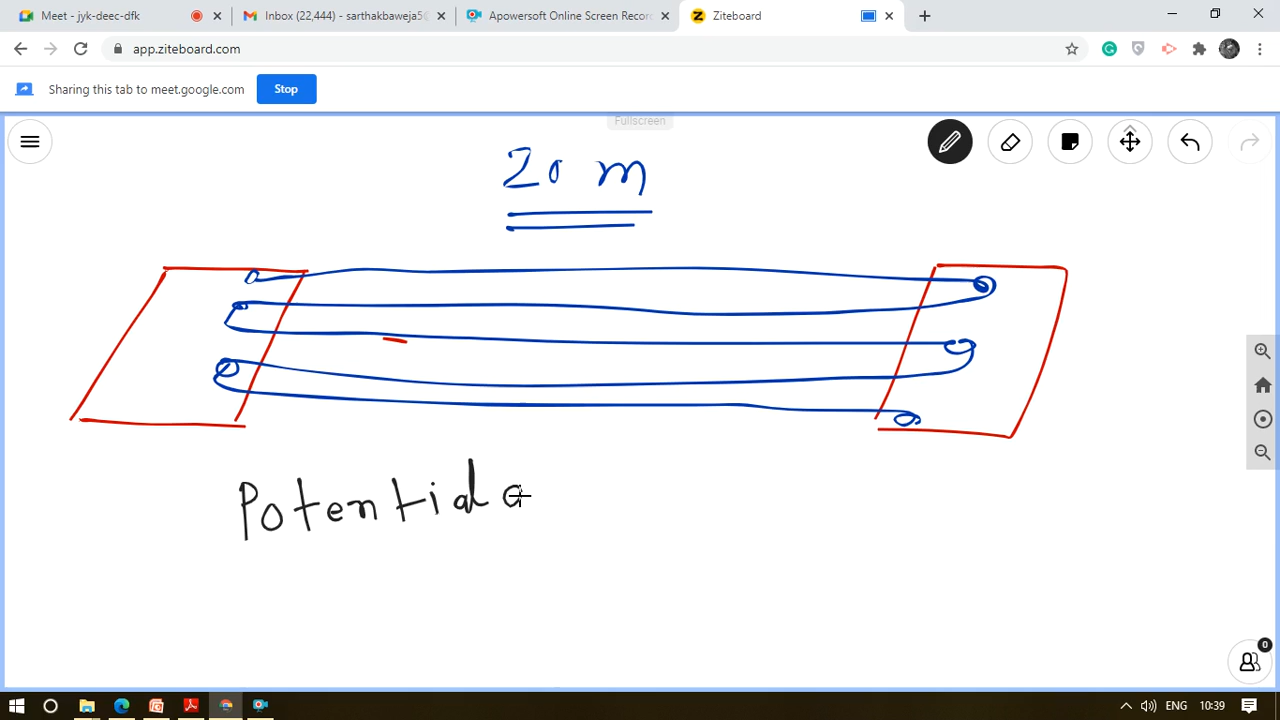 Meet - jyk-deec-dfk
Inbox (22,444) - sarthakbaweja5
Apowersoft Online Screen Recor
Ziteboard
app.ziteboard.com
Sharing this tab to meet.google.com
Stop
Fullscreen
20 m
Potential
0
ENG
10:39